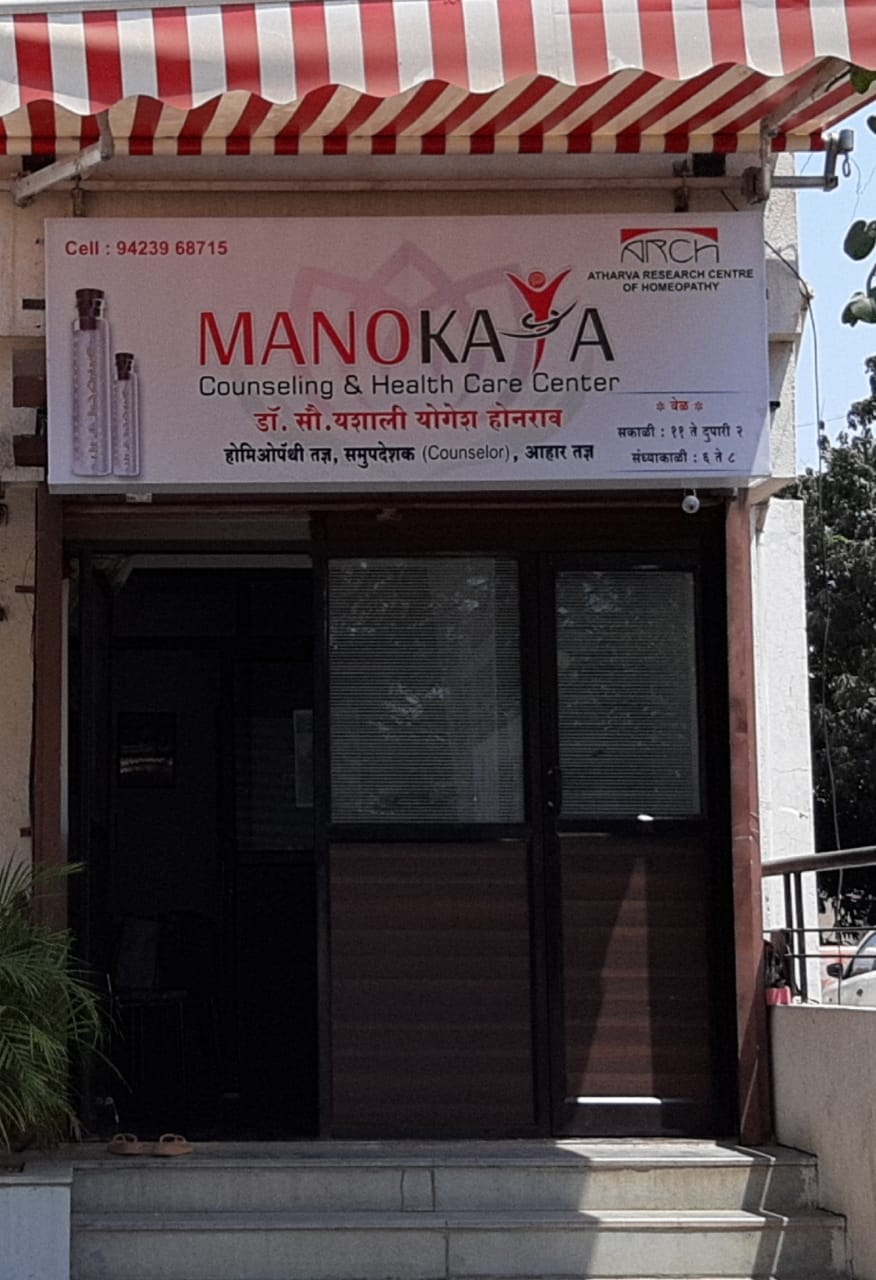 Cell : 94239 68715
ARCH
ATHARVA RESEARCH CENTRE
OF HOMEOPATHY
MANOKAYA
Counseling & Health Care Center
डॉ. सौ. यशाली योगेश होनराव
होमिओपॅथी तज्ञ, समुपदेशक (Counselor), आहार तज्ञ
वेळ
सकाळी : ११ ते दुपारी २
संध्याकाळी : ६ ते ८